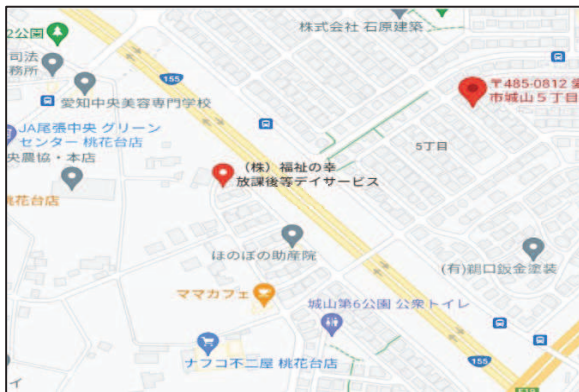 2公園
株式会社 石原建築
司法
務所
155
愛知中央美容専門学校
〒485-0812 愛
市城山5丁目
JA尾張中央 グリーン
センター 桃花台店
5丁目
央農協・本店
(株) 福祉の幸
放課後等デイサービス
桃花台店
ほのぼの助産院
(有)鵜口鈑金塗装
ママカフェ
城山第6公園 公衆トイレ
ナフコ不二屋 桃花台店
155
イ